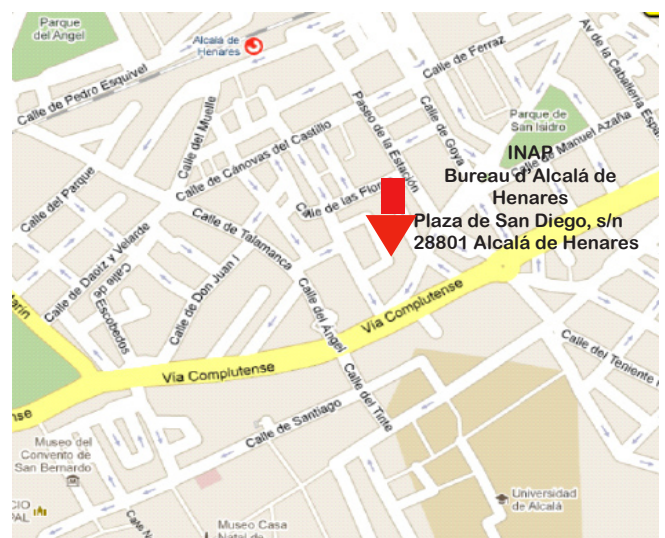 Parque
del Angel
Alcalá de
Henares
Calle de Pedro Esquivel
Calle del Muelle
Calle de Ferraz
Av de la Caballería Espa
Paseo de la Estación
Calle de Goya
Parque de
San Isidro
Calle de Manuel Azaña
Calle de Cánovas del Castillo
Calle de las Flor
INAP
Bureau d'Alcalá de
Henares
Plaza de San Diego, s/n
28801 Alcalá de Henares
Calle del Parque
Calle de Talamanca
Calle de Daoíz y Velarde
Calle de Escobedos
Calle de Don Juan I
Calle del Ángel
Vía Complutense
Vía Complutense
Calle del Teniente
Calle del Tinte
Calle de Santiago
Museo del
Convento de
San Bernardo
Universidad
de Alcalá
Museo Casa
Natal de